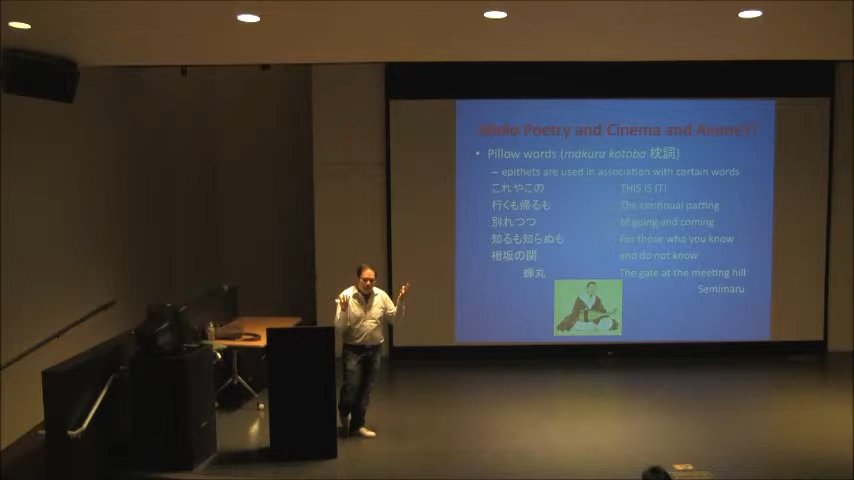 Waka Poetry and Cinema and Anime??
• Pillow words (makura kotoba 枕詞)
– epithets are used in association with certain words
これやこの THIS IS IT!
行くも帰るも The continual parting
別れつつ of going and coming
知るも知らぬも For those who you know
坂の関 and do not know
蝉丸 The gate at the meeting hill
Semimaru